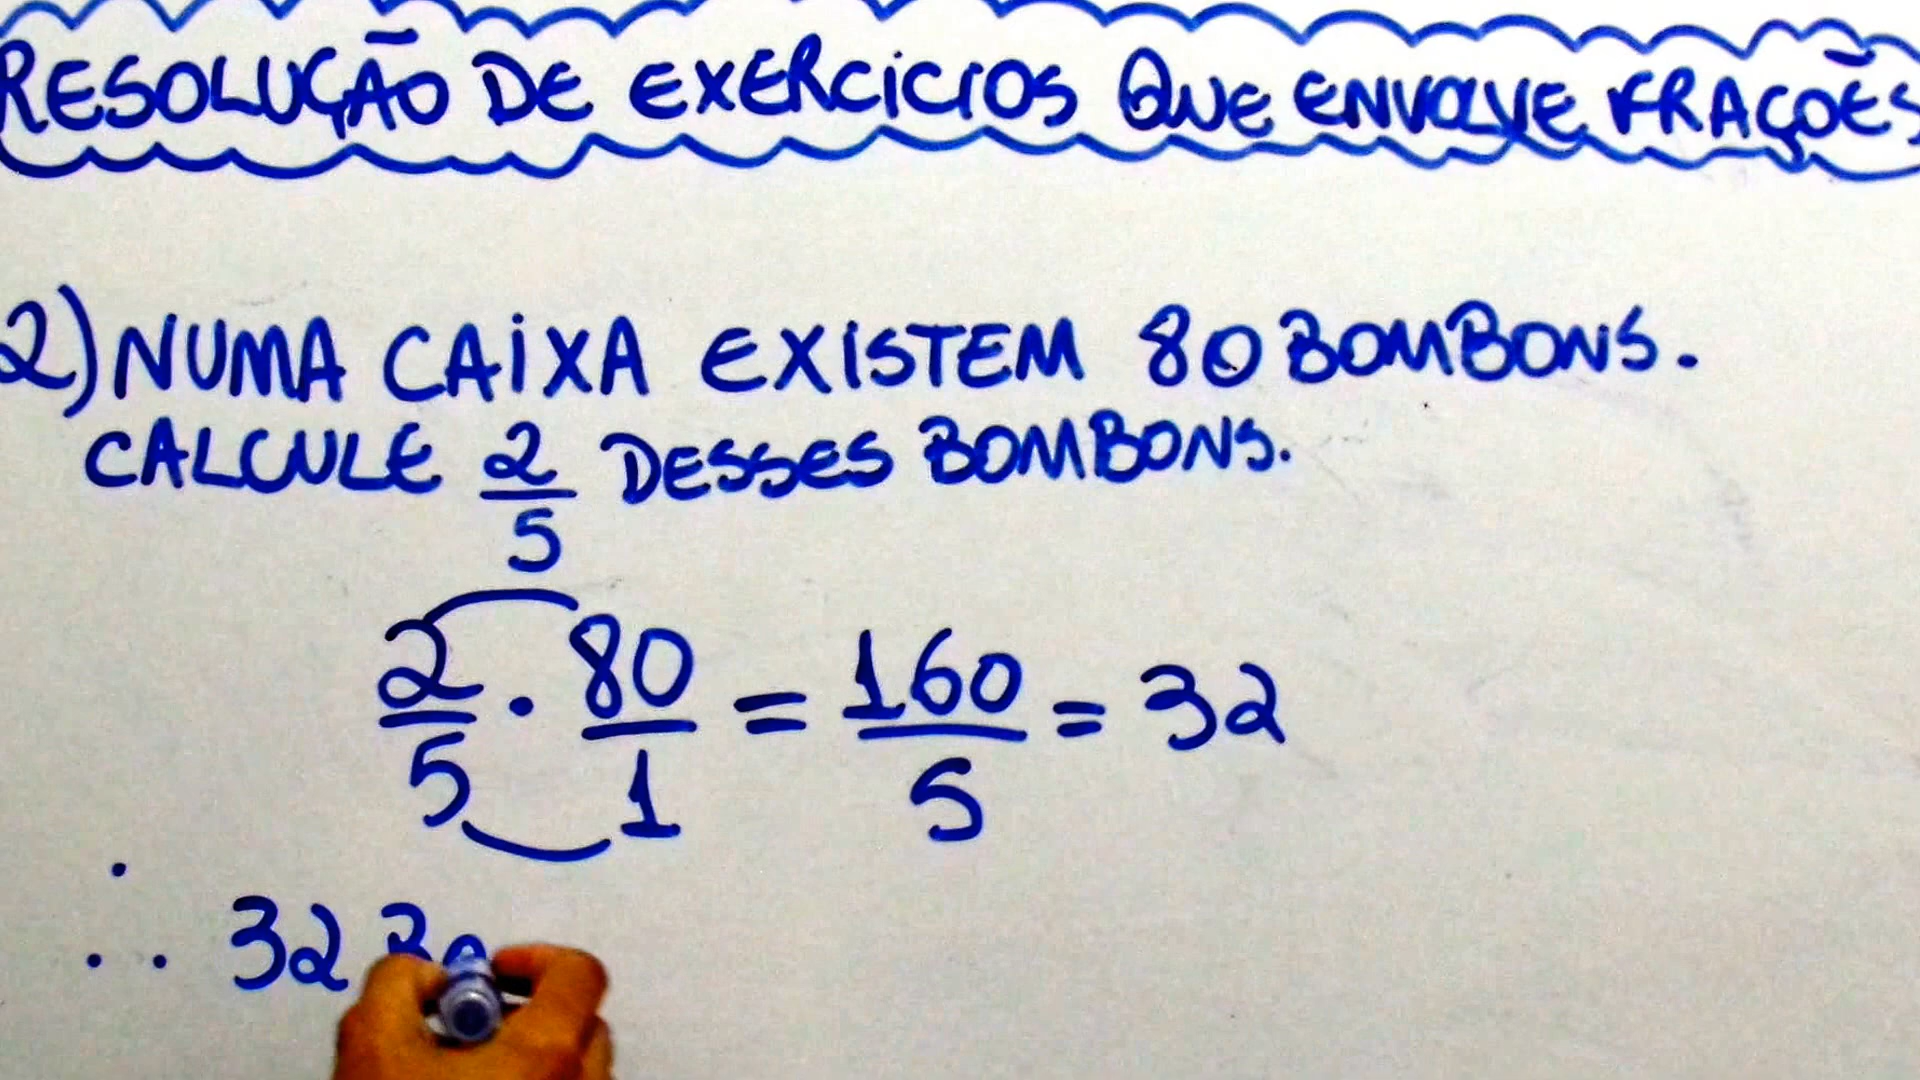 RESOLUÇÃO DE EXERCICIOS QUE ENVOLVE FRAÇÕES
2) NUMA CAIXA EXISTEM 80 BOMBONS.
CALCULE 2/5 DESSES BOMBONS.
2/5 . 80/1 = 160/5 = 32
∴ 32